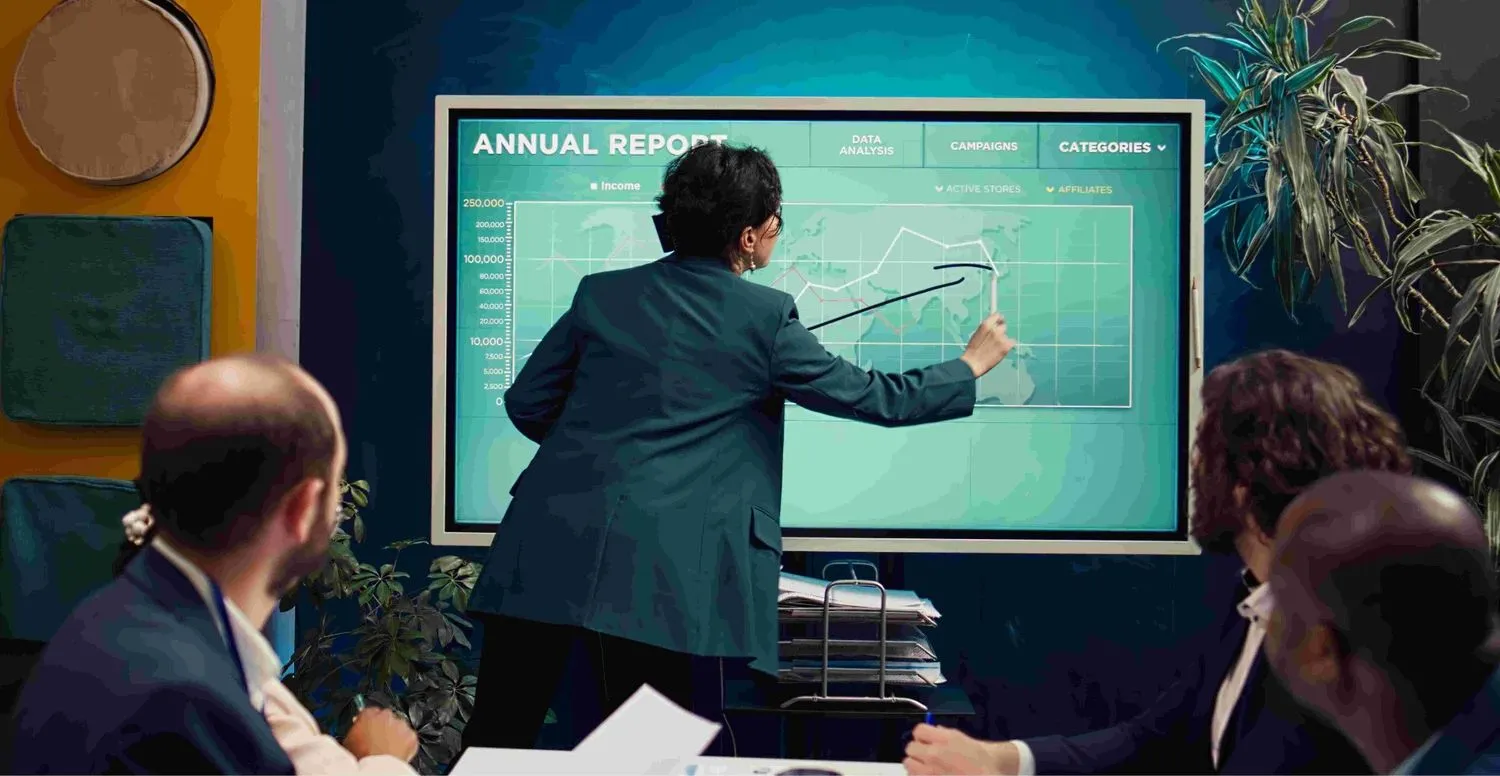 ANNUAL REPORT
DATA
ANALYSIS
CAMPAIGNS
CATEGORIES
Income
ACTIVE STORES
AFFILIATES
250,000
200,000
150,000
100,000
80,000
60,000
40,000
20,000
10,000
7,500
5,000
2,500
0